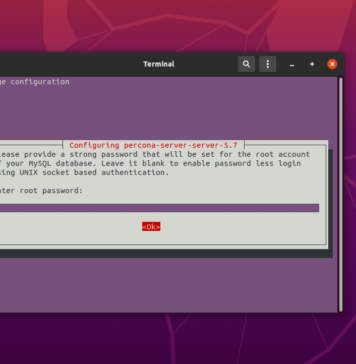 Terminal
ge configuration
Configuring percona-server-server-5.7
lease provide a strong password that will be set for the root account
f your MySQL database. Leave it blank to enable password less login
sing UNIX socket based authentication.
nter root password:
<Ok>